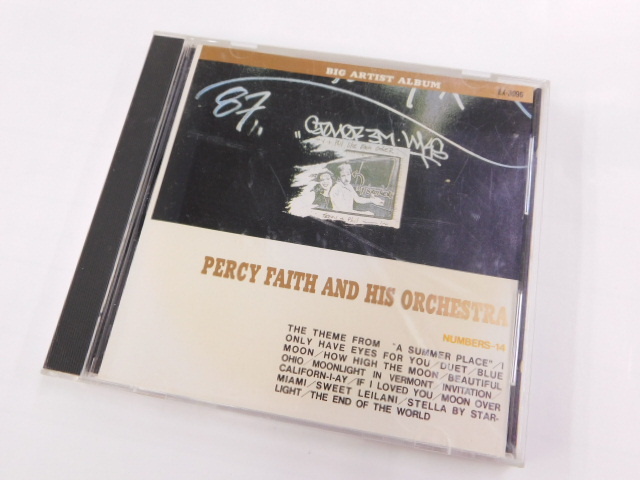 BIG ARTIST ALBUM
'87
PERCY FAITH AND HIS ORCHESTRA
NUMBERS-14
THE THEME FROM "A SUMMER PLACE"/I
ONLY HAVE EYES FOR YOU/DUET/BLUE
MOON/HOW HIGH THE MOON/BEAUTIFUL
OHIO/MOONLIGHT IN VERMONT/INVITATION/
CALIFORN-I-AY/IF I LOVED YOU/MOON OVER
MIAMI/SWEET LEILANI/STELLA BY STAR-
LIGHT/THE END OF THE WORLD